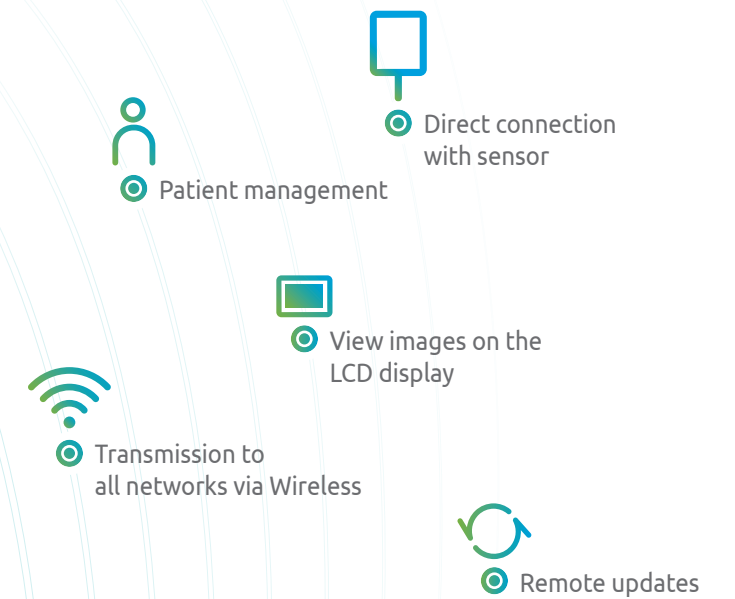 Direct connection
with sensor
Patient management
View images on the
LCD display
Transmission to
all networks via Wireless
Remote updates